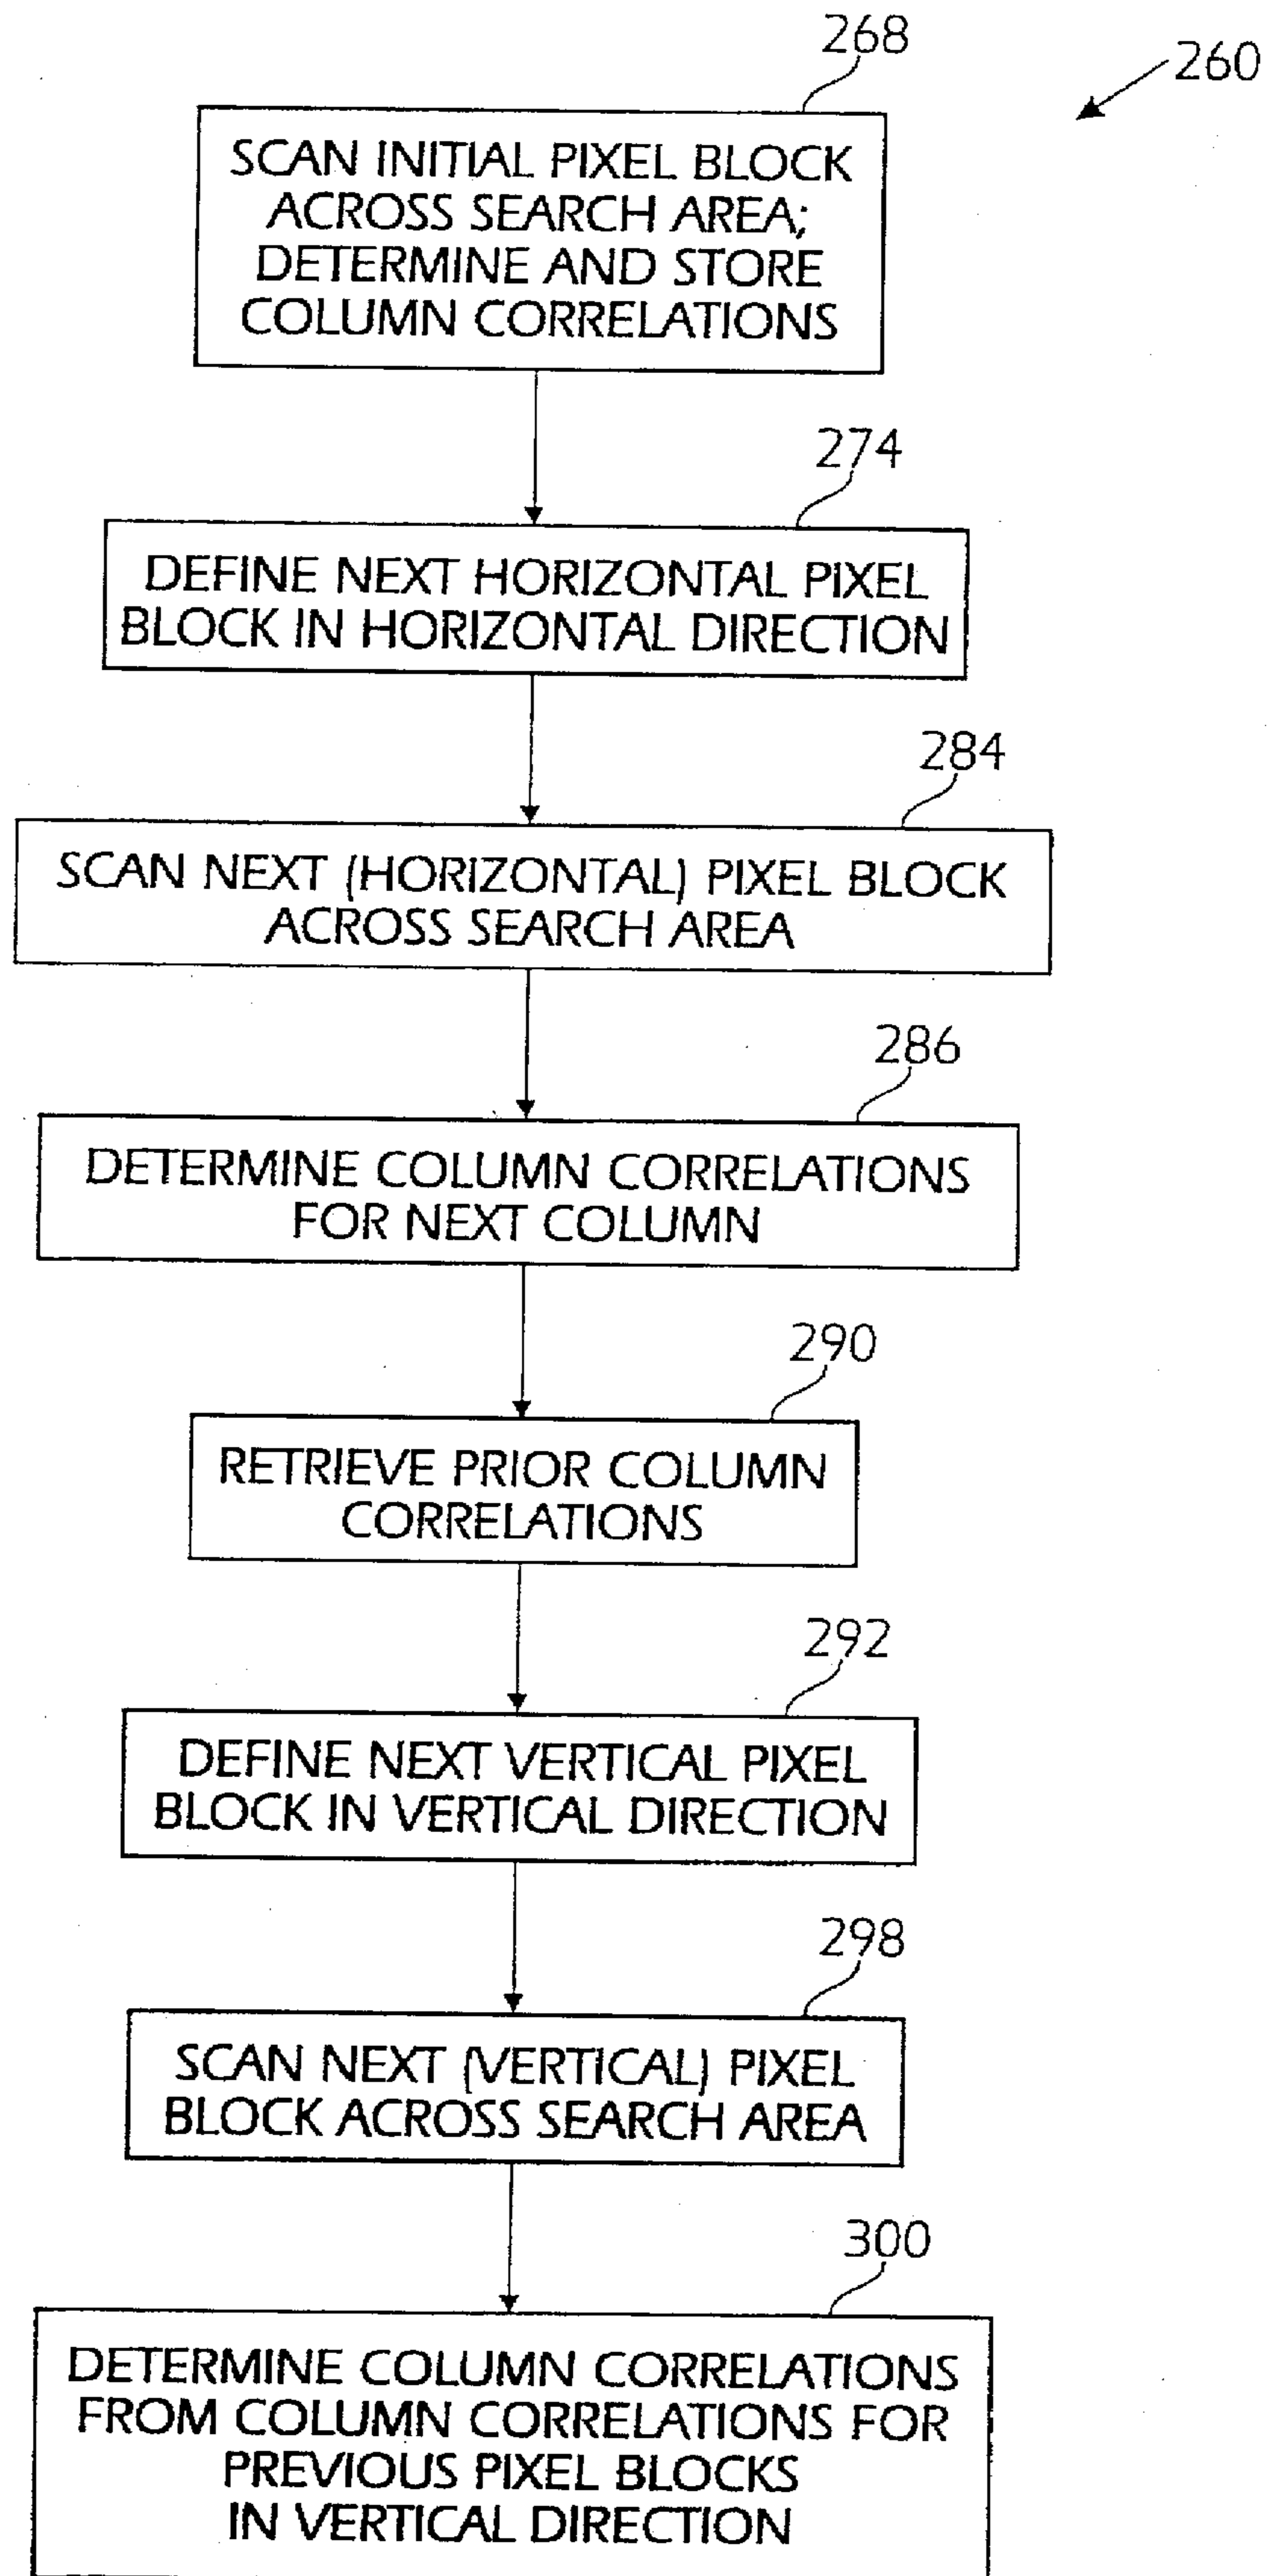 268
260
SCAN INITIAL PIXEL BLOCK
ACROSS SEARCH AREA;
DETERMINE AND STORE
COLUMN CORRELATIONS
274
DEFINE NEXT HORIZONTAL PIXEL
BLOCK IN HORIZONTAL DIRECTION
284
SCAN NEXT (HORIZONTAL) PIXEL BLOCK
ACROSS SEARCH AREA
286
DETERMINE COLUMN CORRELATIONS
FOR NEXT COLUMN
290
RETRIEVE PRIOR COLUMN
CORRELATIONS
292
DEFINE NEXT VERTICAL PIXEL
BLOCK IN VERTICAL DIRECTION
298
SCAN NEXT (VERTICAL) PIXEL
BLOCK ACROSS SEARCH AREA
300
DETERMINE COLUMN CORRELATIONS
FROM COLUMN CORRELATIONS FOR
PREVIOUS PIXEL BLOCKS
IN VERTICAL DIRECTION